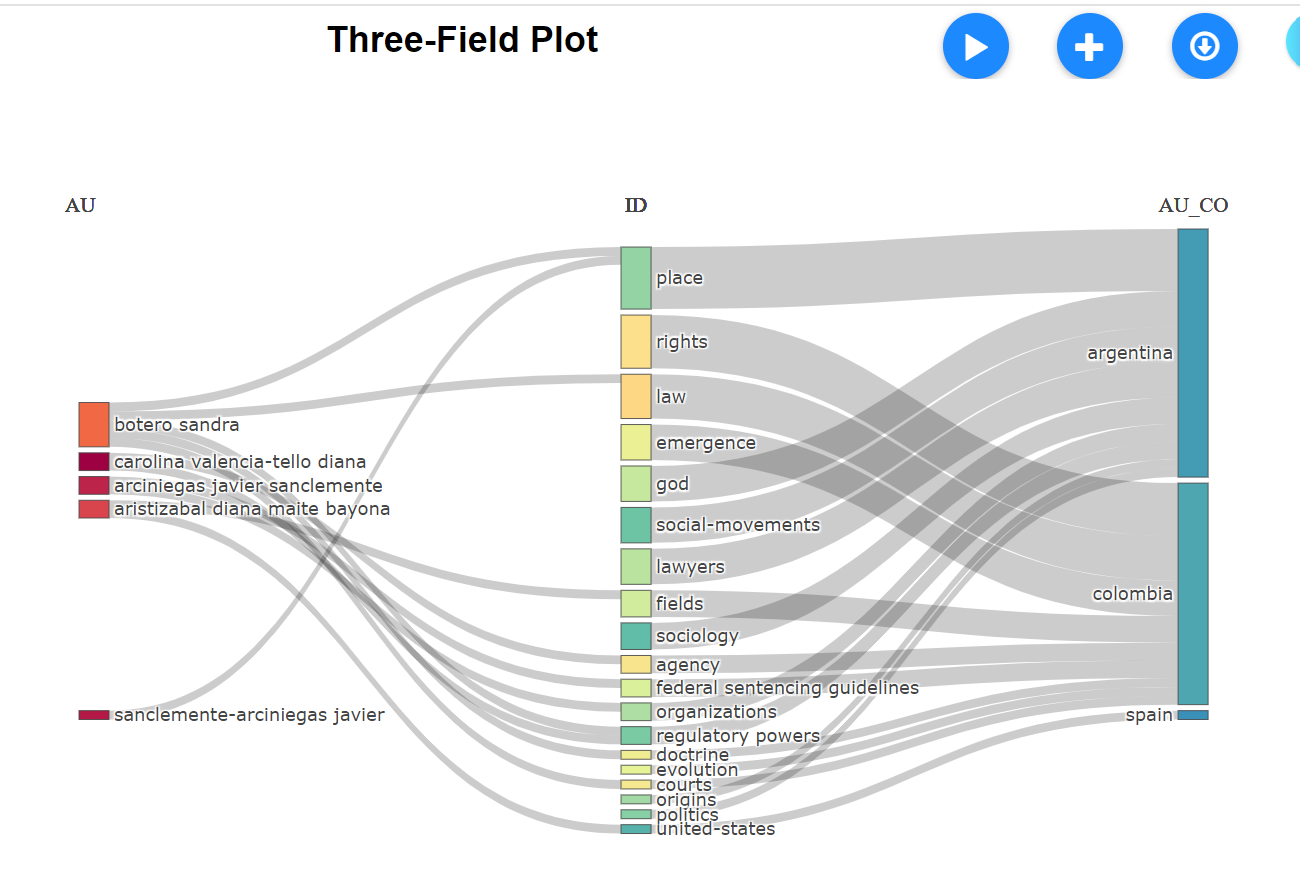 Three-Field Plot
AU
ID
AU_CO
botero sandra
carolina valencia-tello diana
arciniegas javier sanclemente
aristizabal diana maite bayona
sanclemente-arciniegas javier
place
rights
law
emergence
god
social-movements
lawyers
fields
sociology
agency
federal sentencing guidelines
organizations
regulatory powers
doctrine
evolution
courts
origins
politics
united-states
argentina
colombia
spain